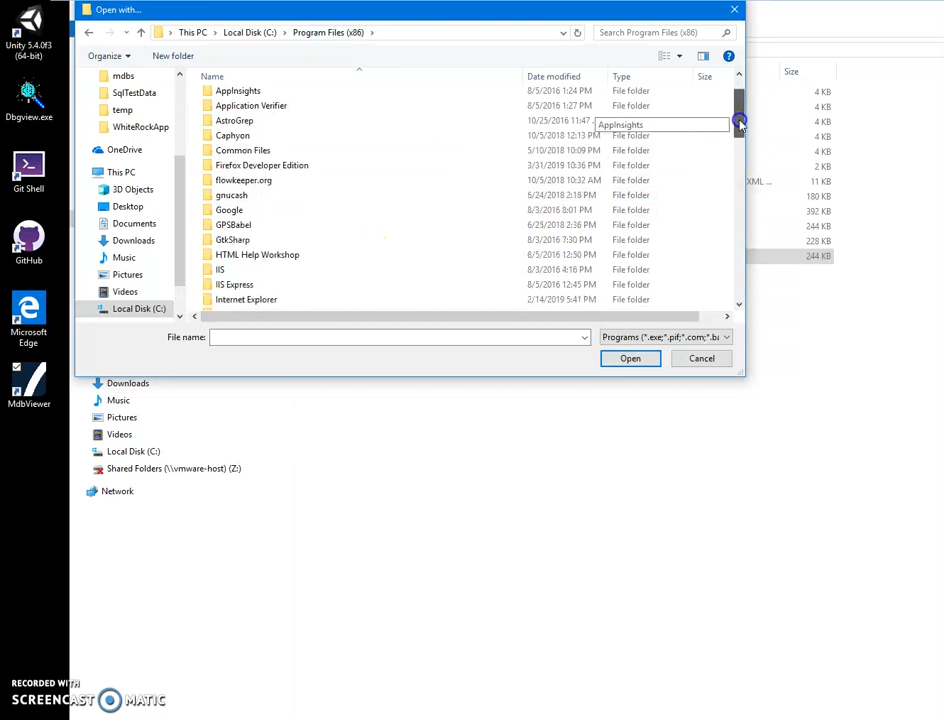 Open with...
This PC > Local Disk (C:) > Program Files (x86) >
Search Program Files (x86)
Organize
New folder
?
mdbs
SqlTestData
temp
WhiteRockApp
OneDrive
This PC
3D Objects
Desktop
Documents
Downloads
Music
Pictures
Videos
Local Disk (C:)
Name Date modified Type Size
AppInsights 8/5/2016 1:24 PM File folder
Application Verifier 8/5/2016 1:27 PM File folder
AstroGrep 10/25/2016 11:47
AppInsights
Caphyon 10/5/2018 12:13 PM File folder
Common Files 5/10/2018 10:09 PM File folder
Firefox Developer Edition 3/31/2019 10:36 PM File folder
flowkeeper.org 10/5/2018 10:32 AM File folder
gnucash 6/24/2018 2:18 PM File folder
Google 8/3/2016 8:01 PM File folder
GPSBabel 6/25/2018 2:36 PM File folder
GtkSharp 8/3/2016 7:30 PM File folder
HTML Help Workshop 8/5/2016 12:50 PM File folder
IIS 8/3/2016 4:16 PM File folder
IIS Express 8/5/2016 12:45 PM File folder
Internet Explorer 2/14/2019 5:41 PM File folder
File name:
Programs (*.exe;*.pif;*.com;*.ba
Open
Cancel
Size
4 KB
4 KB
4 KB
4 KB
4 KB
2 KB
XML ... 11 KB
180 KB
392 KB
244 KB
228 KB
244 KB
Downloads
Music
Pictures
Videos
Local Disk (C:)
Shared Folders (\\vmware-host) (Z:)
Network
Unity 5.4.0f3
(64-bit)
Dbgview.exe
Git Shell
GitHub
Microsoft
Edge
MdbViewer
RECORDED WITH
SCREENCAST MATIC